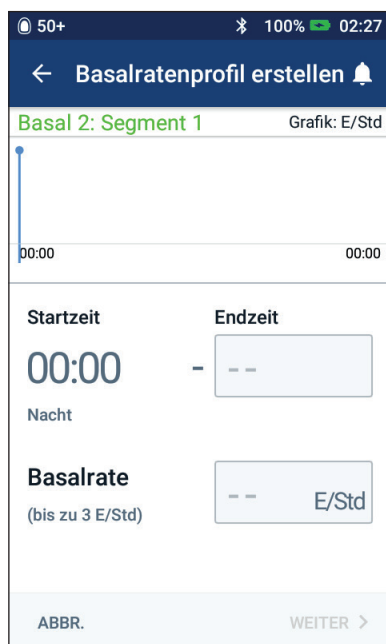 50+ 100% 02:27
Basalratenprofil erstellen
Basal 2: Segment 1 Grafik: E/Std
00:00 00:00
Startzeit Endzeit
00:00 - --
Nacht
Basalrate
-- E/Std
(bis zu 3 E/Std)
ABBR. WEITER